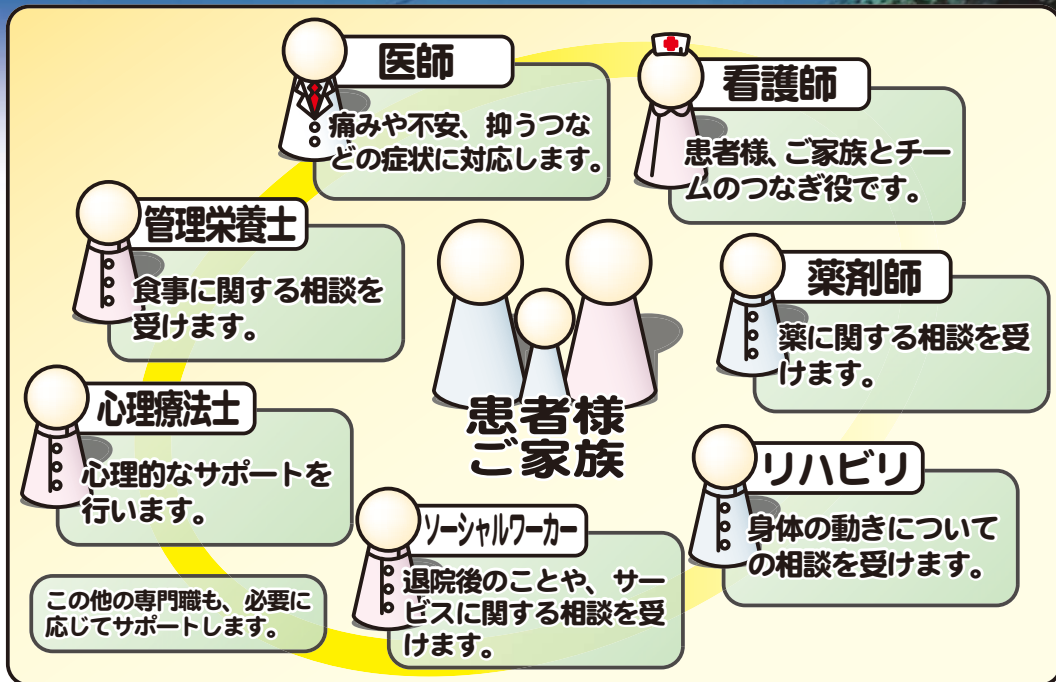 医師
痛みや不安、抑うつな
どの症状に対応します。
看護師
患者様、ご家族とチー
ムのつなぎ役です。
管理栄養士
食事に関する相談を
受けます。
薬剤師
薬に関する相談を受
けます。
患者様
ご家族
心理療法士
心理的なサポートを
行います。
リハビリ
身体の動きについて
の相談を受けます。
ソーシャルワーカー
退院後のことや、サー
ビスに関する相談を受
けます。
この他の専門職も、必要に
応じてサポートします。